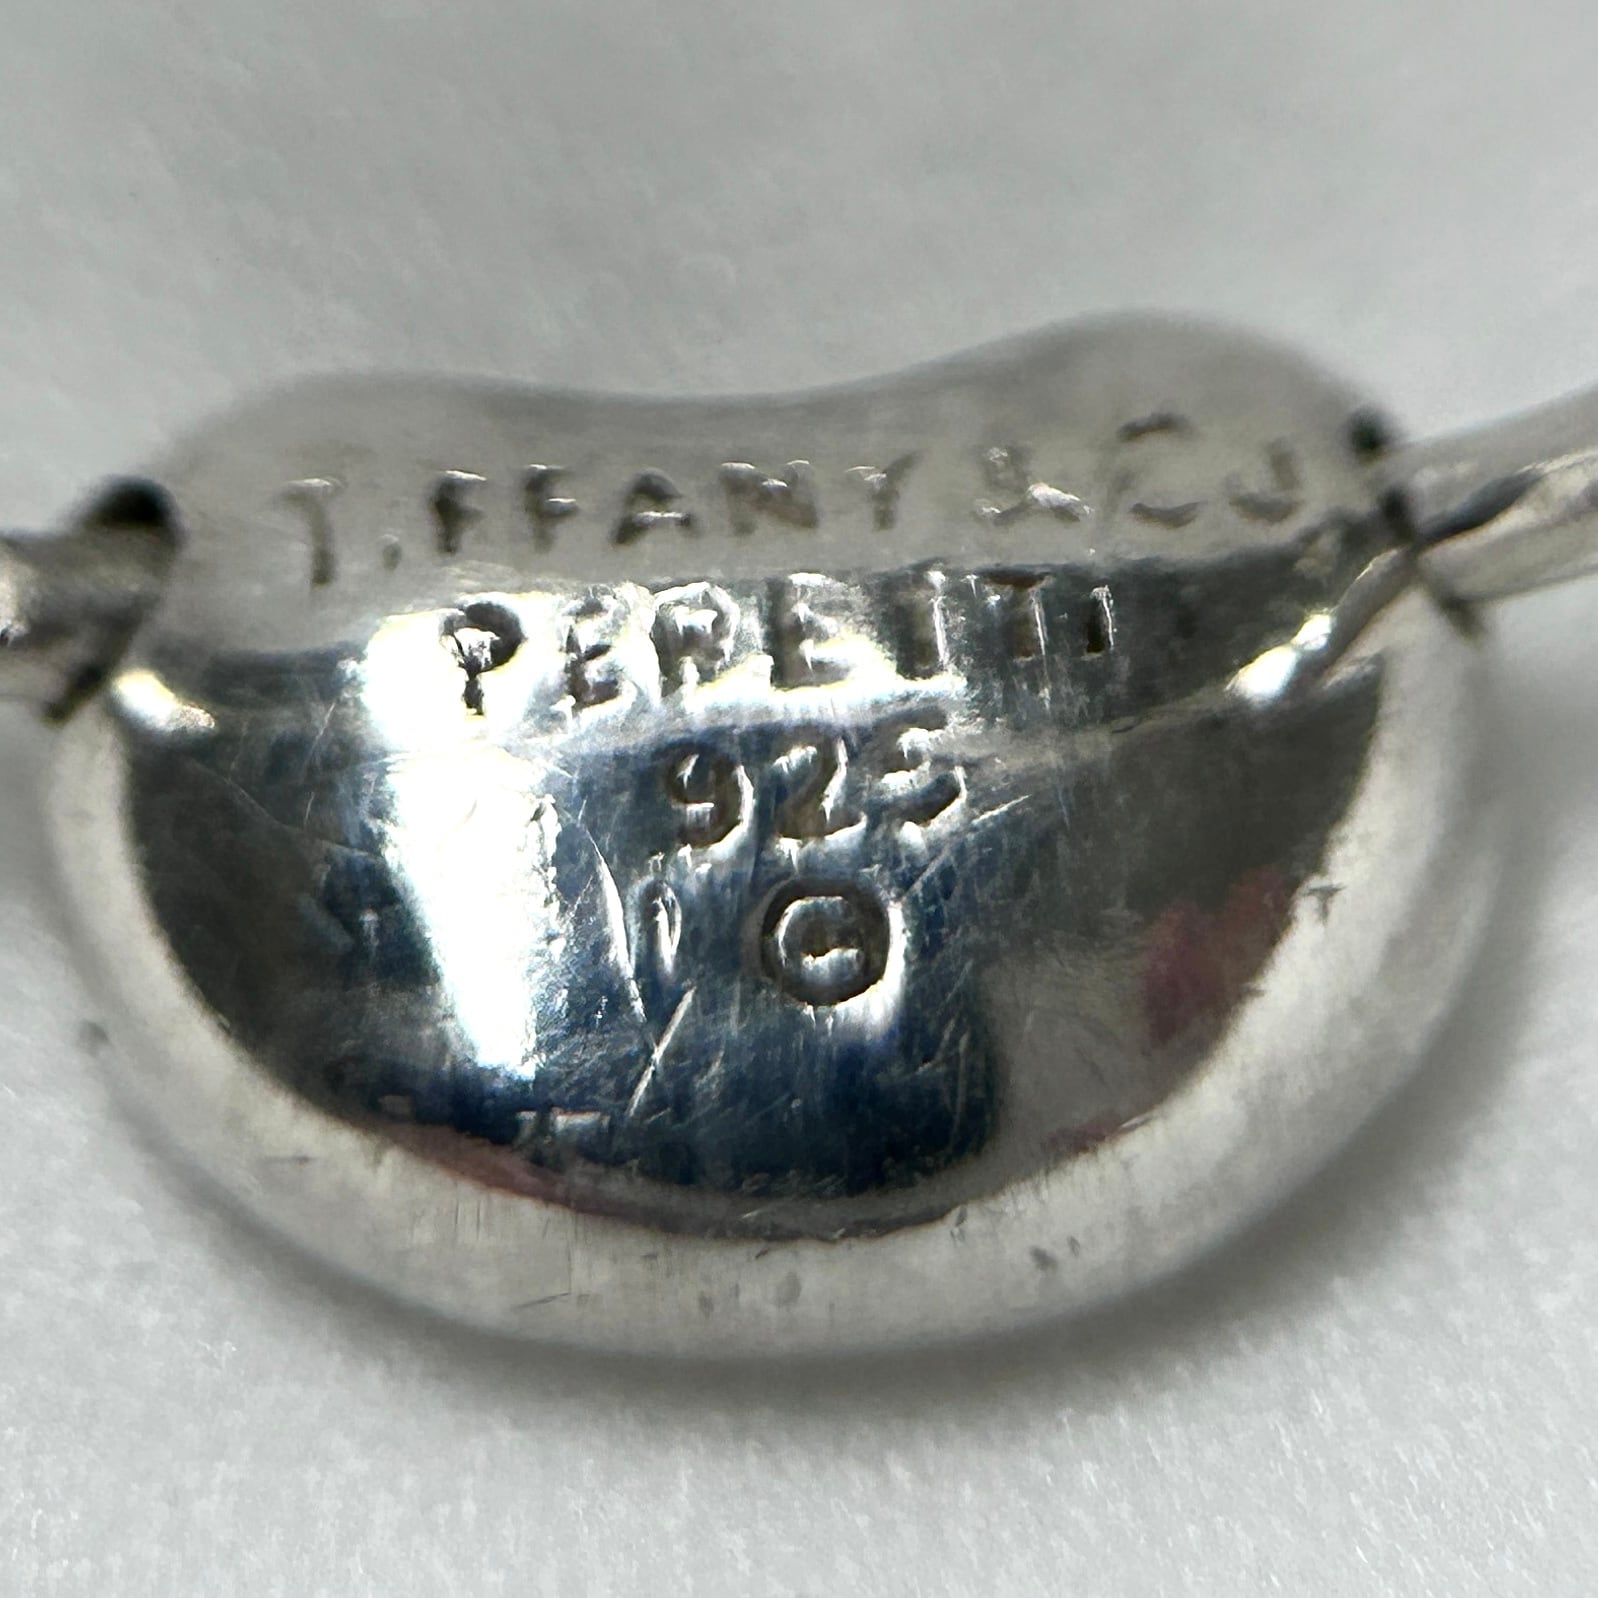 TIFFANY & Co
PERETTI
925
©